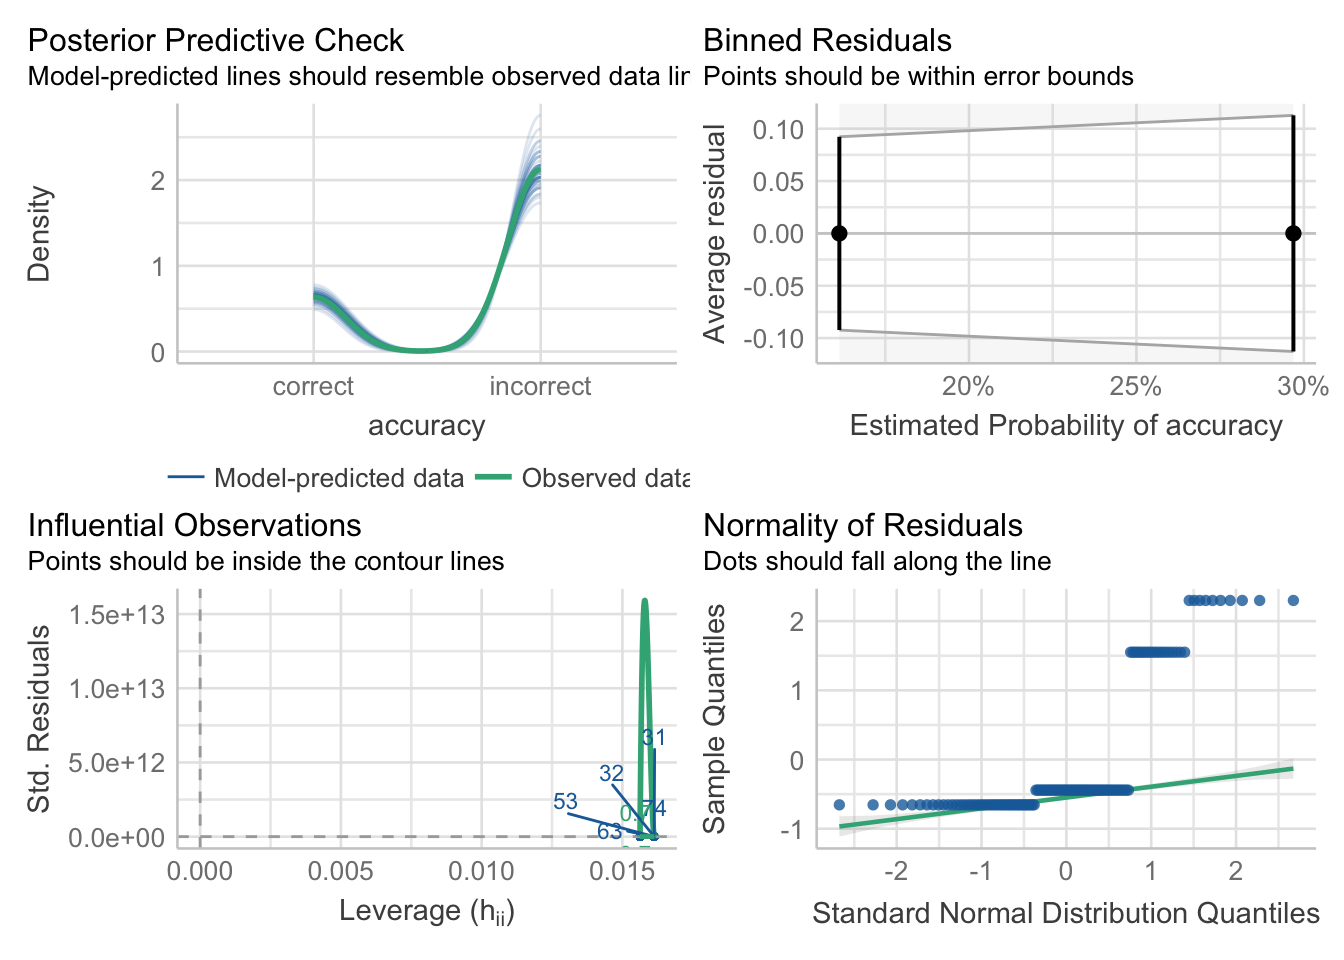 Posterior Predictive Check
Model-predicted lines should resemble observed data lin
Density
2
1
0
correct
incorrect
accuracy
Model-predicted data
Observed data
Binned Residuals
Points should be within error bounds
Average residual
0.10
0.05
0.00
-0.05
-0.10
20%
25%
30%
Estimated Probability of accuracy
Influential Observations
Points should be inside the contour lines
Std. Residuals
1.5e+13
1.0e+13
5.0e+12
0.0e+00
31
32
53
74
63
0.000
0.005
0.010
0.015
Leverage (hii)
Normality of Residuals
Dots should fall along the line
Sample Quantiles
2
1
0
-1
-2
-1
0
1
2
Standard Normal Distribution Quantiles